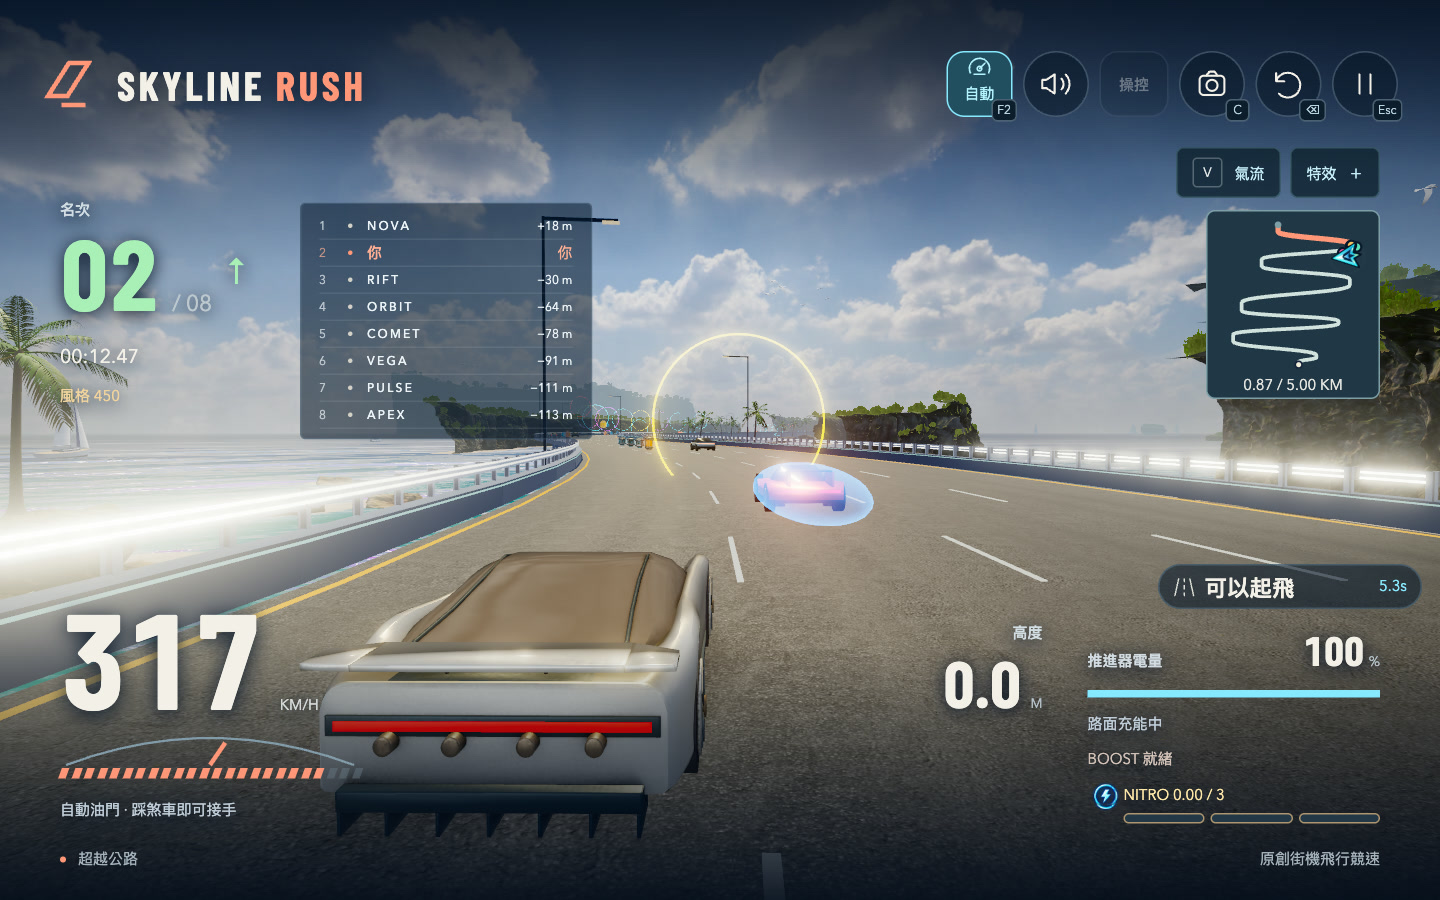 SKYLINE RUSH
自動
F2
操控
C
⌫
Esc
V 氣流
特效 +
名次
02 / 08
00:12.47
風格 450
1 • NOVA +18 m
2 • 你 你
3 • RIFT −30 m
4 • ORBIT −64 m
5 • COMET −78 m
6 • VEGA −91 m
7 • PULSE −111 m
8 • APEX −113 m
0.87 / 5.00 KM
可以起飛 5.3s
317 KM/H
高度
0.0 M
推進器電量 100 %
路面充能中
BOOST 就緒
NITRO 0.00 / 3
自動油門 · 踩煞車即可接手
• 超越公路
原創街機飛行競速